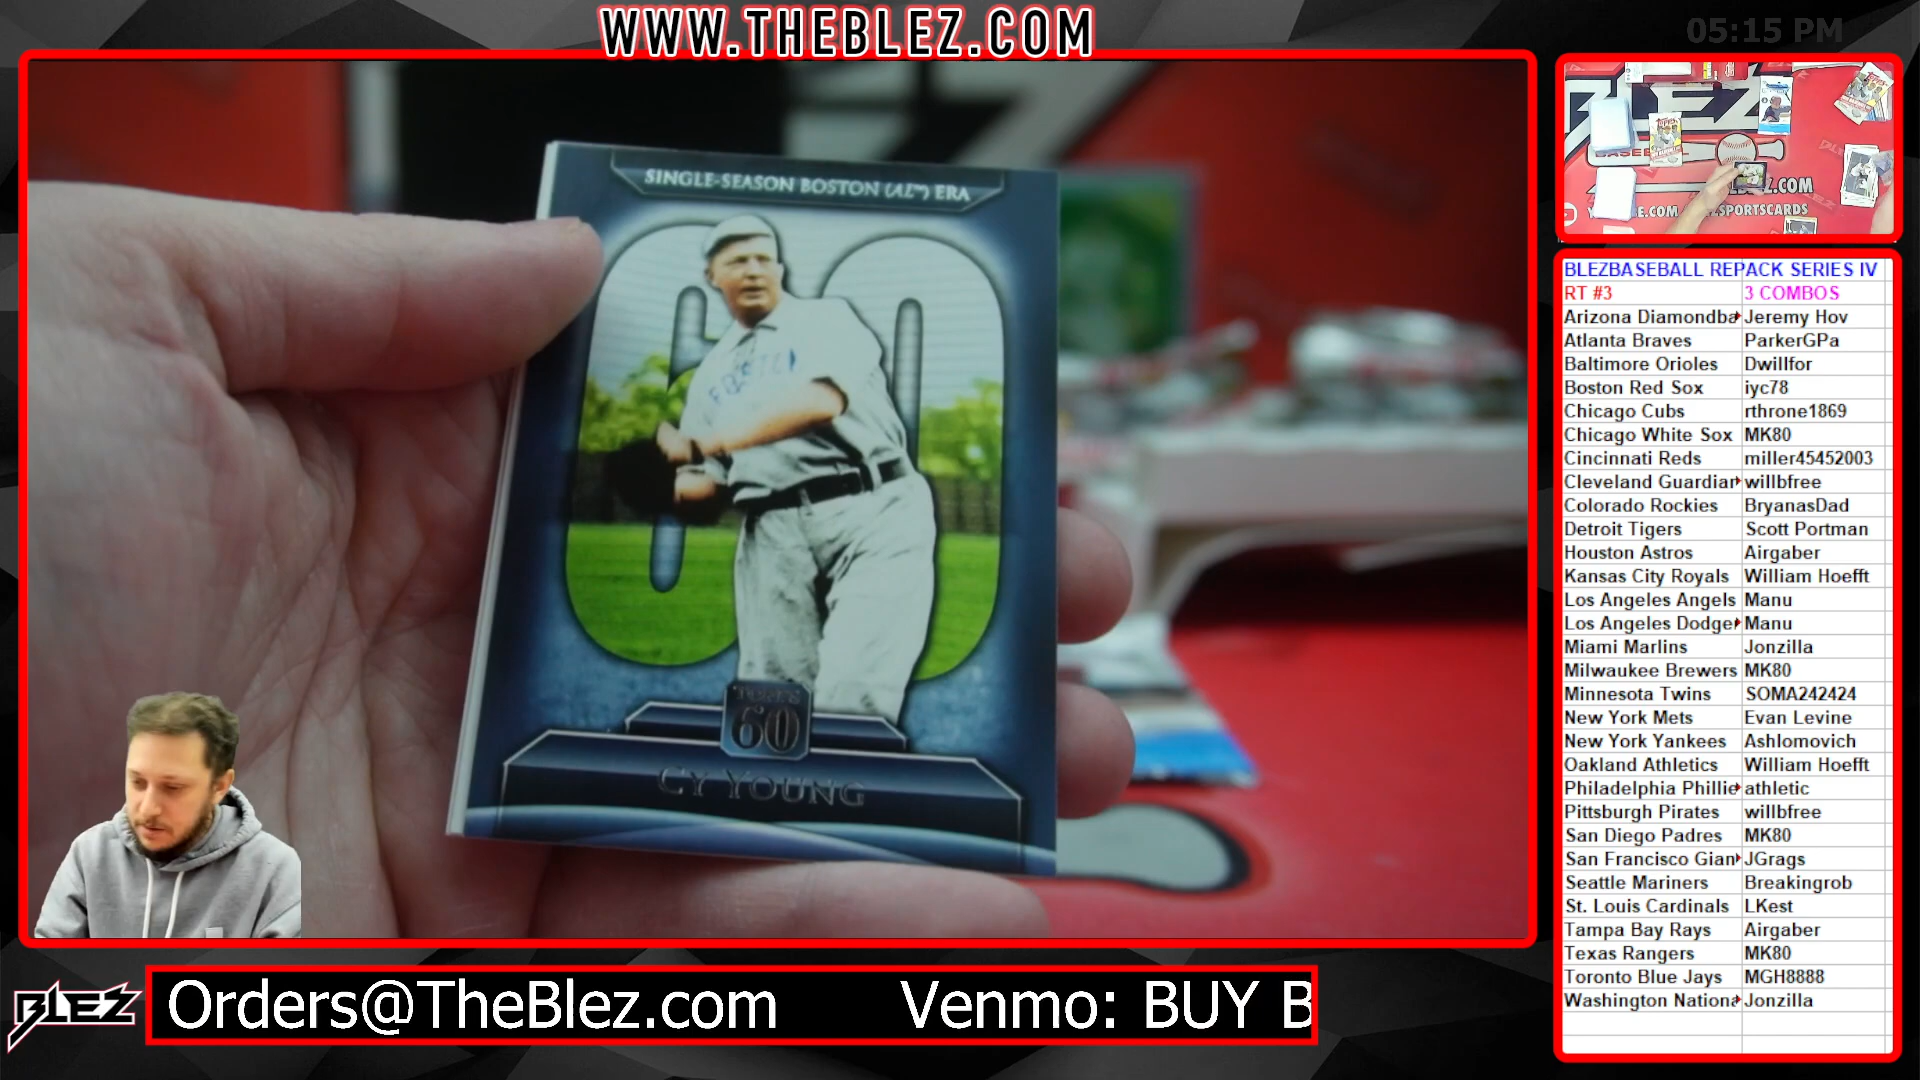 WWW.THEBLEZ.COM
05:15 PM
SINGLE-SEASON BOSTON (AL™) ERA
TOPPS
60
CY YOUNG
BLEZ
BASEBALL
.COM
BLEZBASEBALL REPACK SERIES IV
RT #3 3 COMBOS
Arizona Diamondba Jeremy Hov
Atlanta Braves ParkerGPa
Baltimore Orioles Dwillfor
Boston Red Sox iyc78
Chicago Cubs rthrone1869
Chicago White Sox MK80
Cincinnati Reds miller45452003
Cleveland Guardian willbfree
Colorado Rockies BryanasDad
Detroit Tigers Scott Portman
Houston Astros Airgaber
Kansas City Royals William Hoefft
Los Angeles Angels Manu
Los Angeles Dodger Manu
Miami Marlins Jonzilla
Milwaukee Brewers MK80
Minnesota Twins SOMA242424
New York Mets Evan Levine
New York Yankees Ashlomovich
Oakland Athletics William Hoefft
Philadelphia Phillie athletic
Pittsburgh Pirates willbfree
San Diego Padres MK80
San Francisco Gian JGrags
Seattle Mariners Breakingrob
St. Louis Cardinals LKest
Tampa Bay Rays Airgaber
Texas Rangers MK80
Toronto Blue Jays MGH8888
Washington Nationa Jonzilla
BLEZ
Orders@TheBlez.com Venmo: BUY B